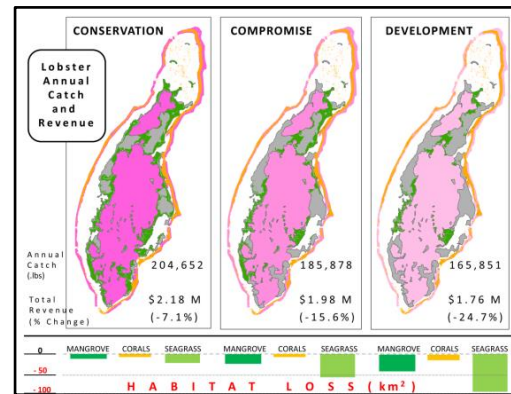 CONSERVATION COMPROMISE DEVELOPMENT
Lobster
Annual
Catch
and
Revenue
Annual
Catch
(.lbs)
204,652 185,878 165,851
Total
Revenue
(% Change)
$2.18 M $1.98 M $1.76 M
(-7.1%) (-15.6%) (-24.7%)
MANGROVE CORALS SEAGRASS MANGROVE CORALS SEAGRASS MANGROVE CORALS SEAGRASS
0
- 50
- 100
HABITAT LOSS (km²)